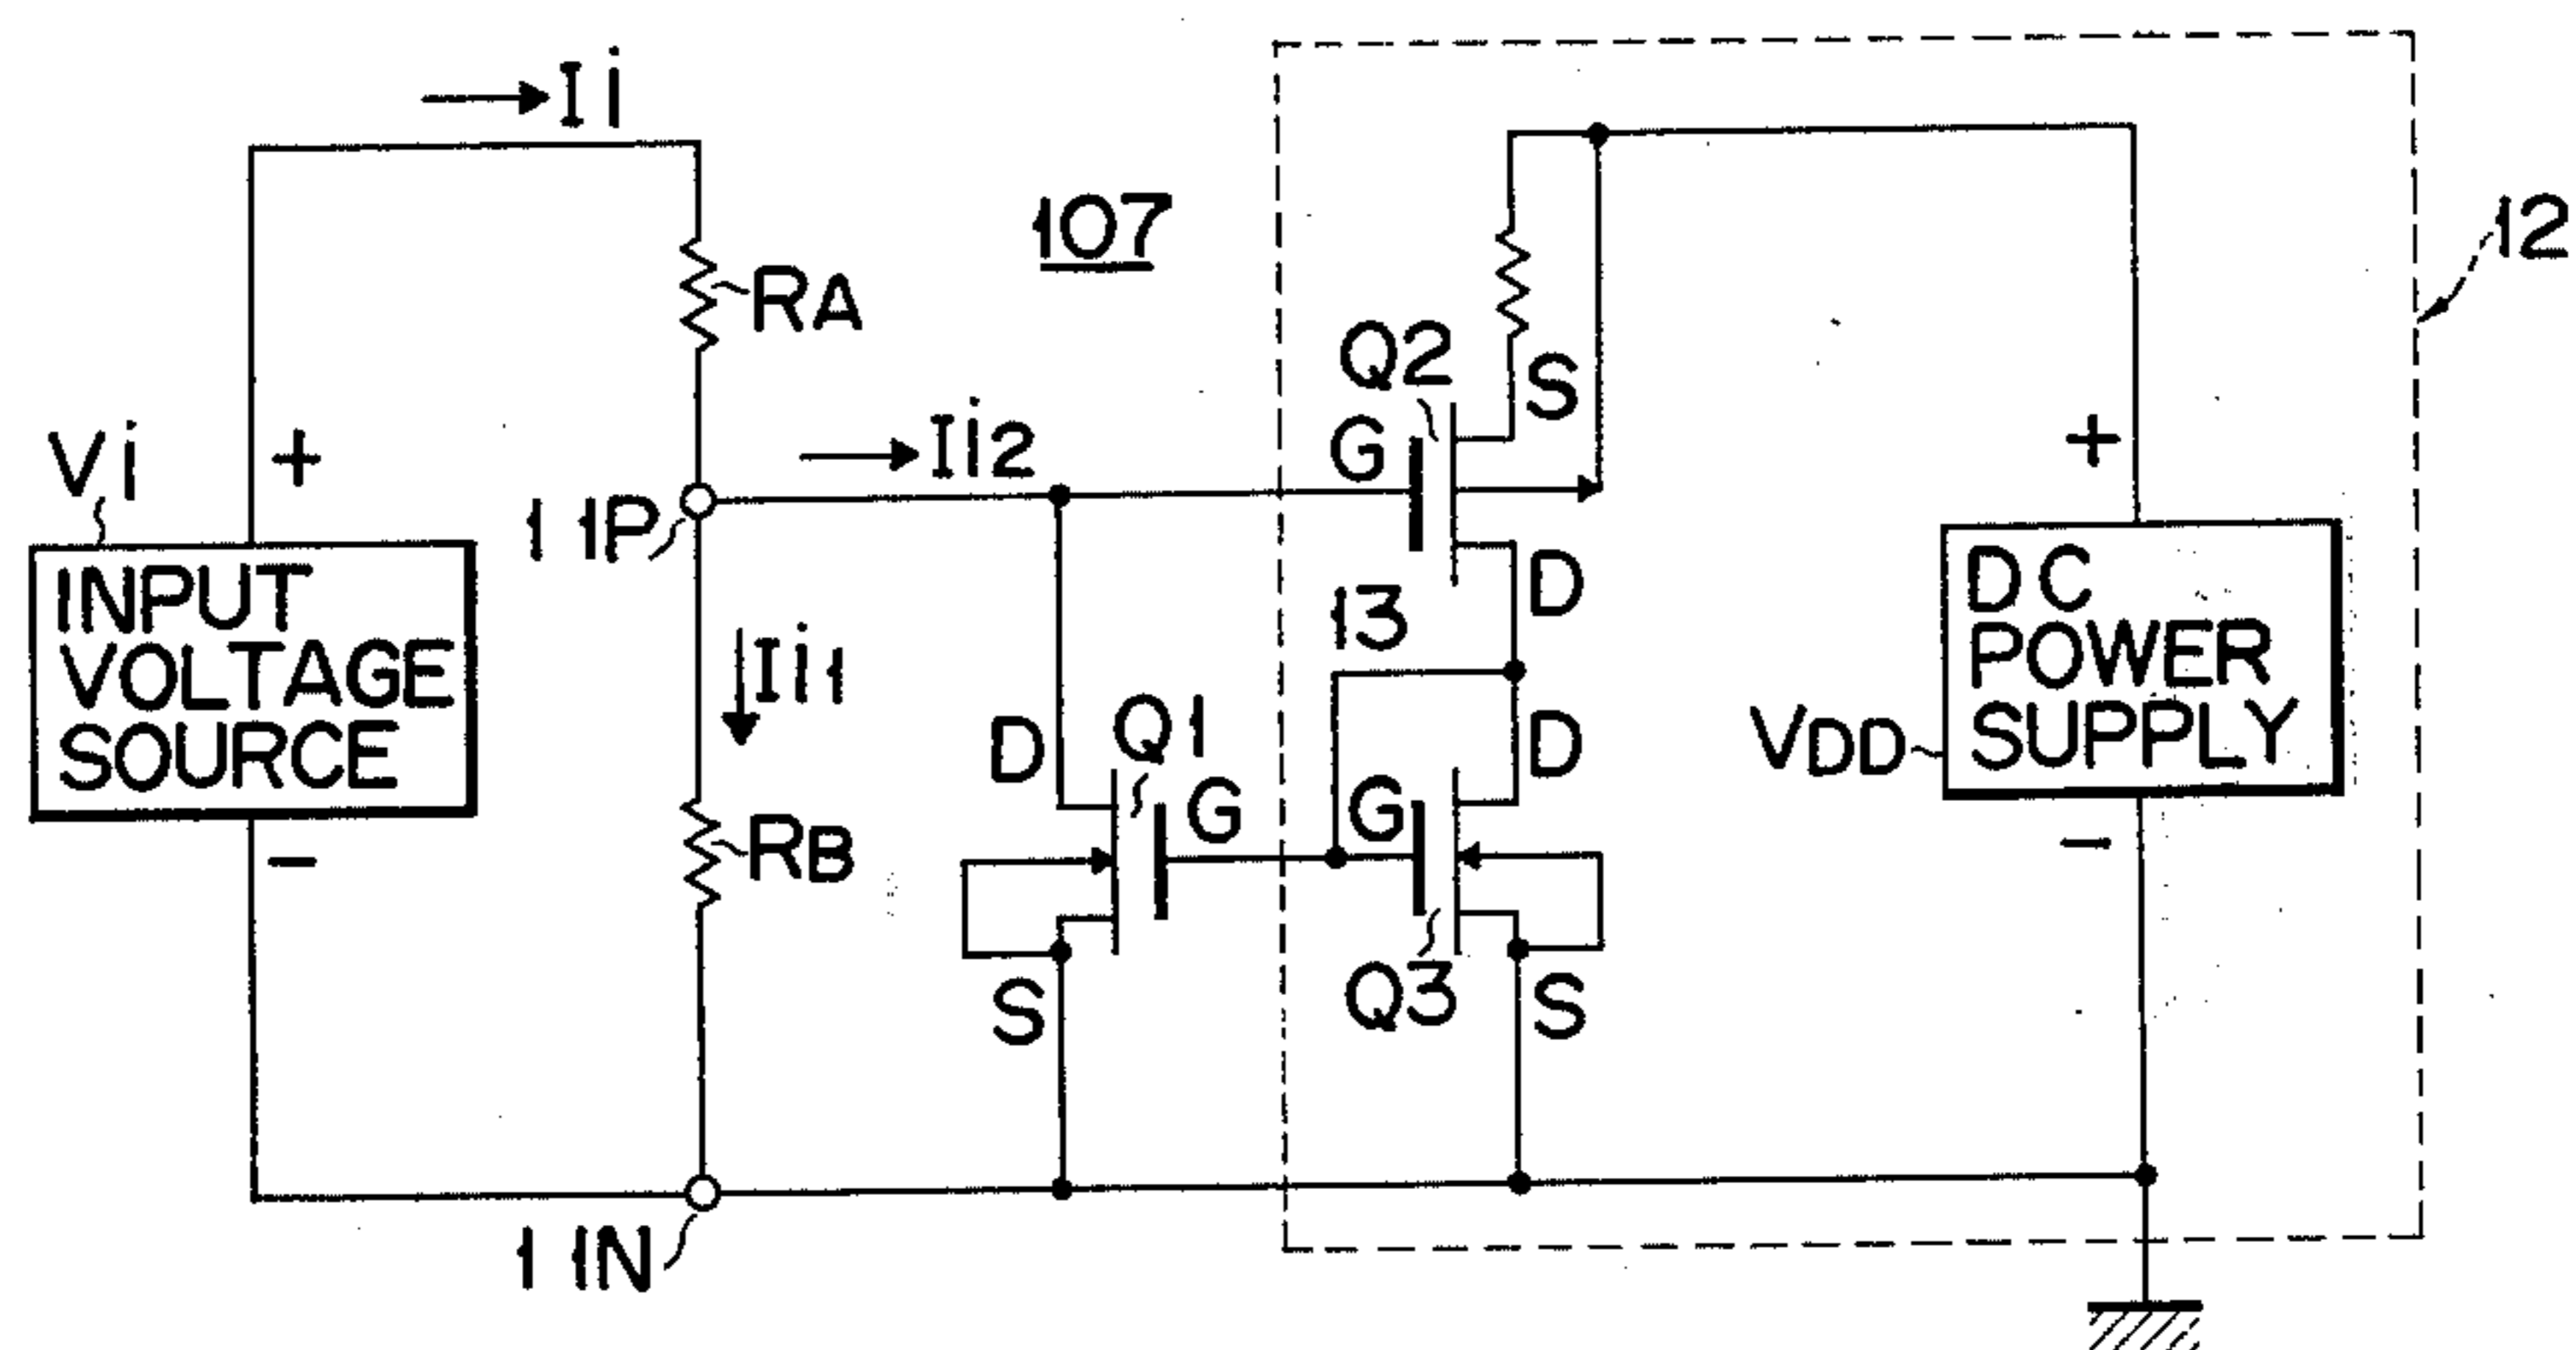 Ii
107
12
RA
Q2
S
G
Ii2
Vi
+
+
11P
INPUT
VOLTAGE
SOURCE
D
13
DC
POWER
SUPPLY
Ii1
D
Q1
G
G
D
VDD
RB
-
-
S
Q3
S
11N